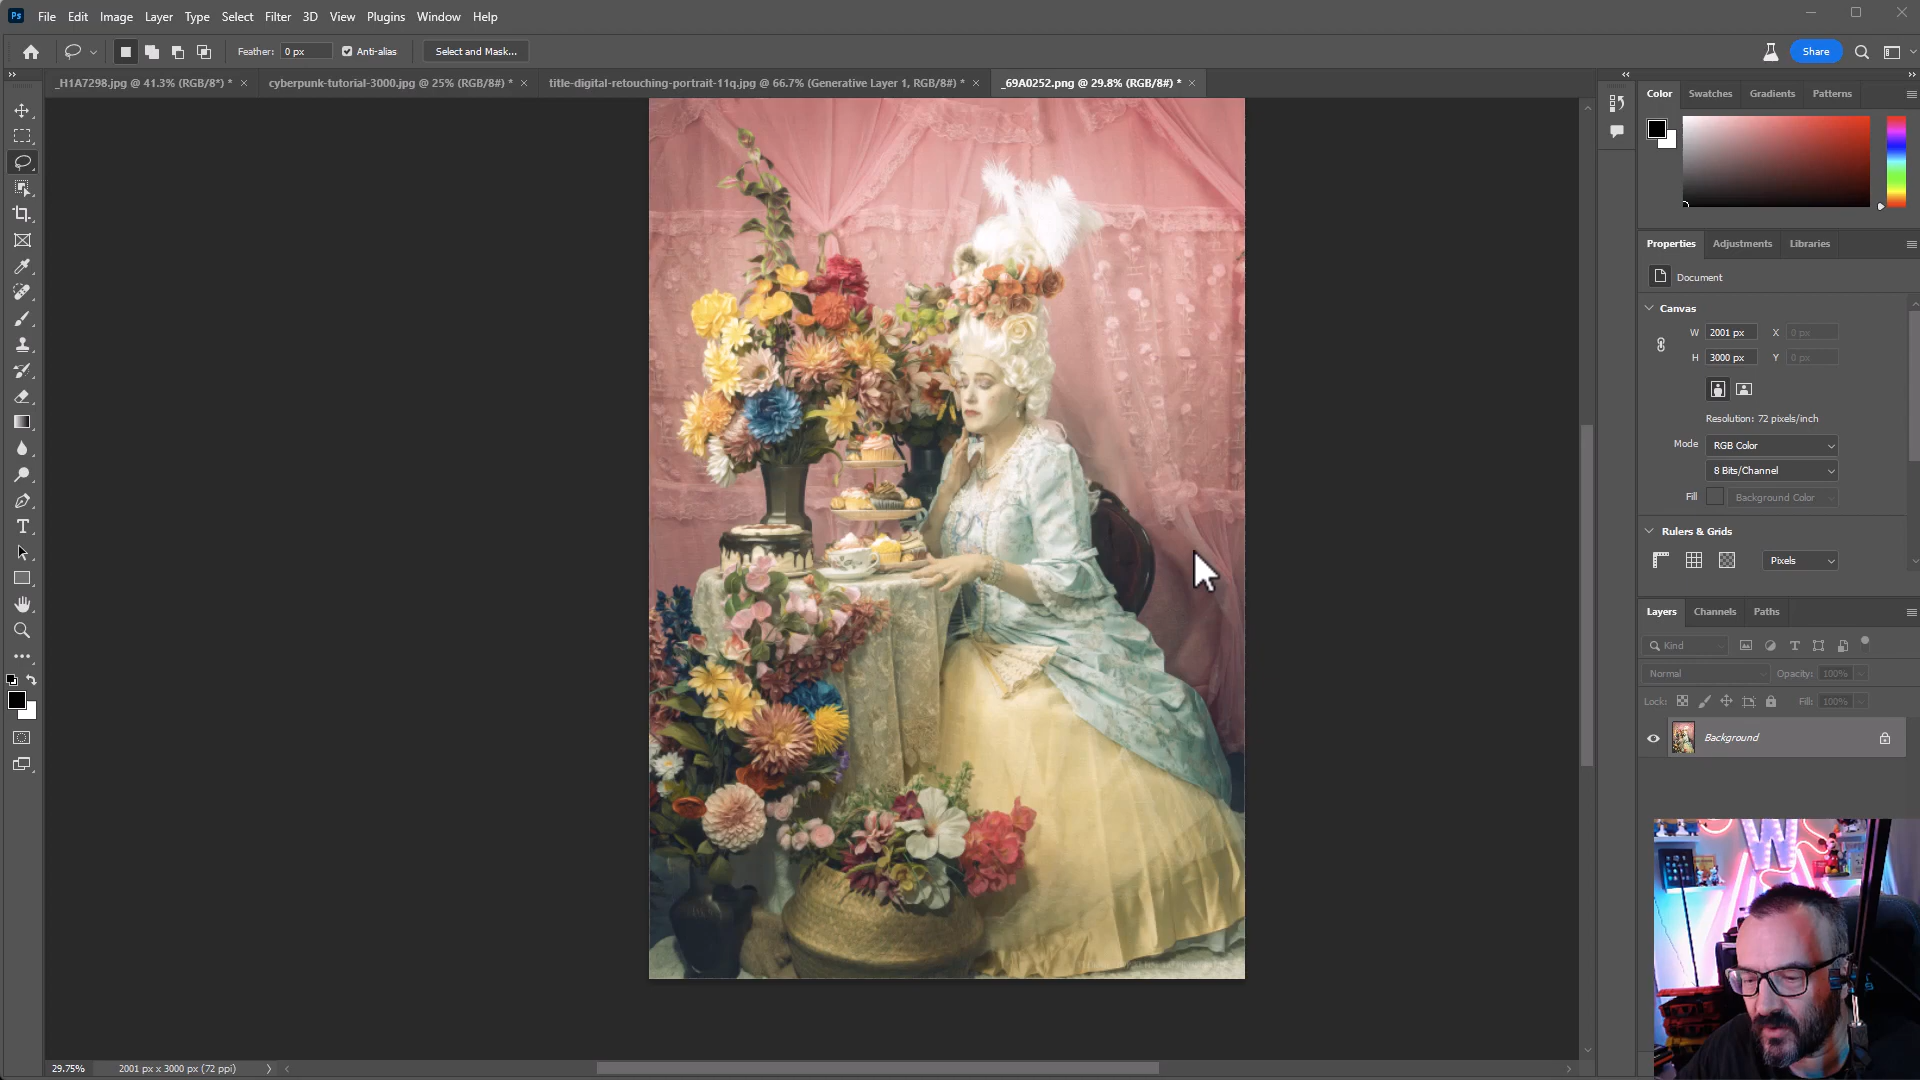 Ps File Edit Image Layer Type Select Filter 3D View Plugins Window Help
Feather: 0 px Anti-alias Select and Mask... Share
_H1A7298.jpg @ 41.3% (RGB/8*) * × cyberpunk-tutorial-3000.jpg @ 25% (RGB/8#) * × title-digital-retouching-portrait-11q.jpg @ 66.7% (Generative Layer 1, RGB/8#) * × _69A0252.png @ 29.8% (RGB/8#) * ×
Color Swatches Gradients Patterns
Properties Adjustments Libraries
Document
Canvas
W 2001 px X 0 px
H 3000 px Y 0 px
Resolution: 72 pixels/inch
Mode RGB Color
8 Bits/Channel
Fill Background Color
Rulers & Grids
Pixels
Layers Channels Paths
Kind
Normal Opacity: 100%
Lock: Fill: 100%
Background
29.75% 2001 px x 3000 px (72 ppi)